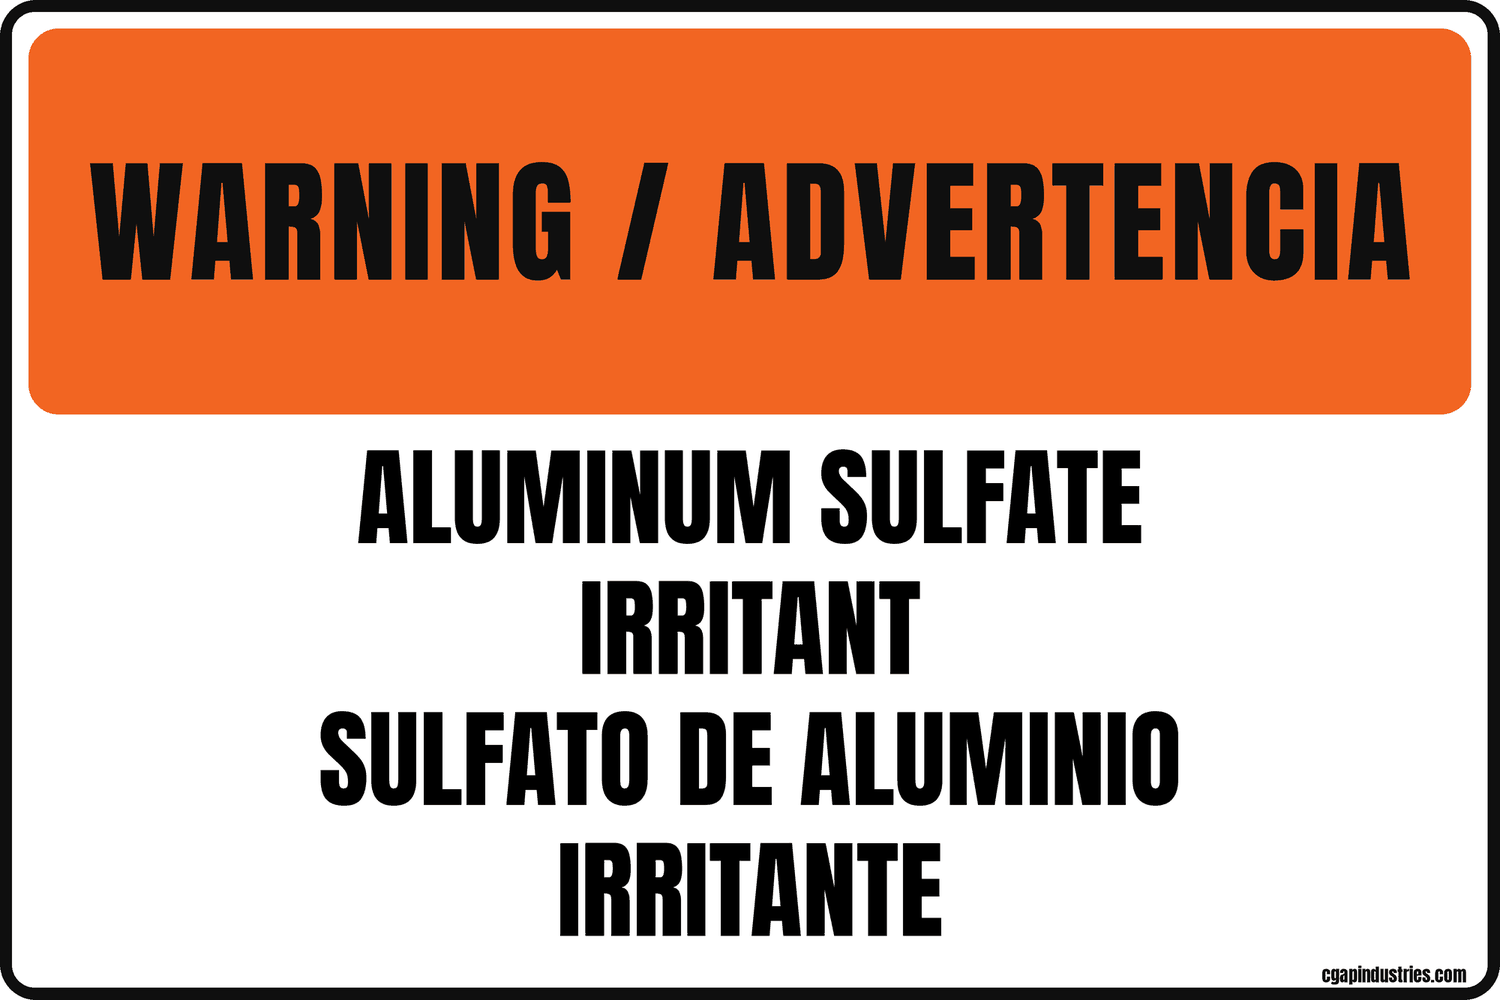 WARNING / ADVERTENCIA
ALUMINUM SULFATE
IRRITANT
SULFATO DE ALUMINIO
IRRITANTE
cgapindustries.com